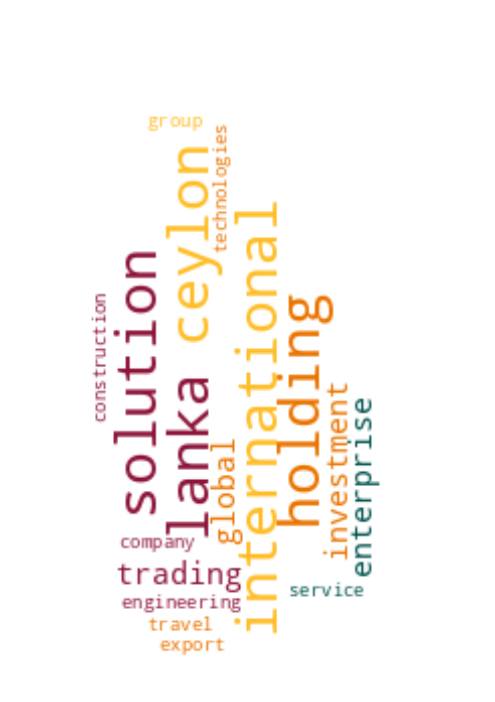 group
technologies
ceylon
international
solution
construction
holding
lanka
investment
enterprise
global
company
trading
service
engineering
travel
export